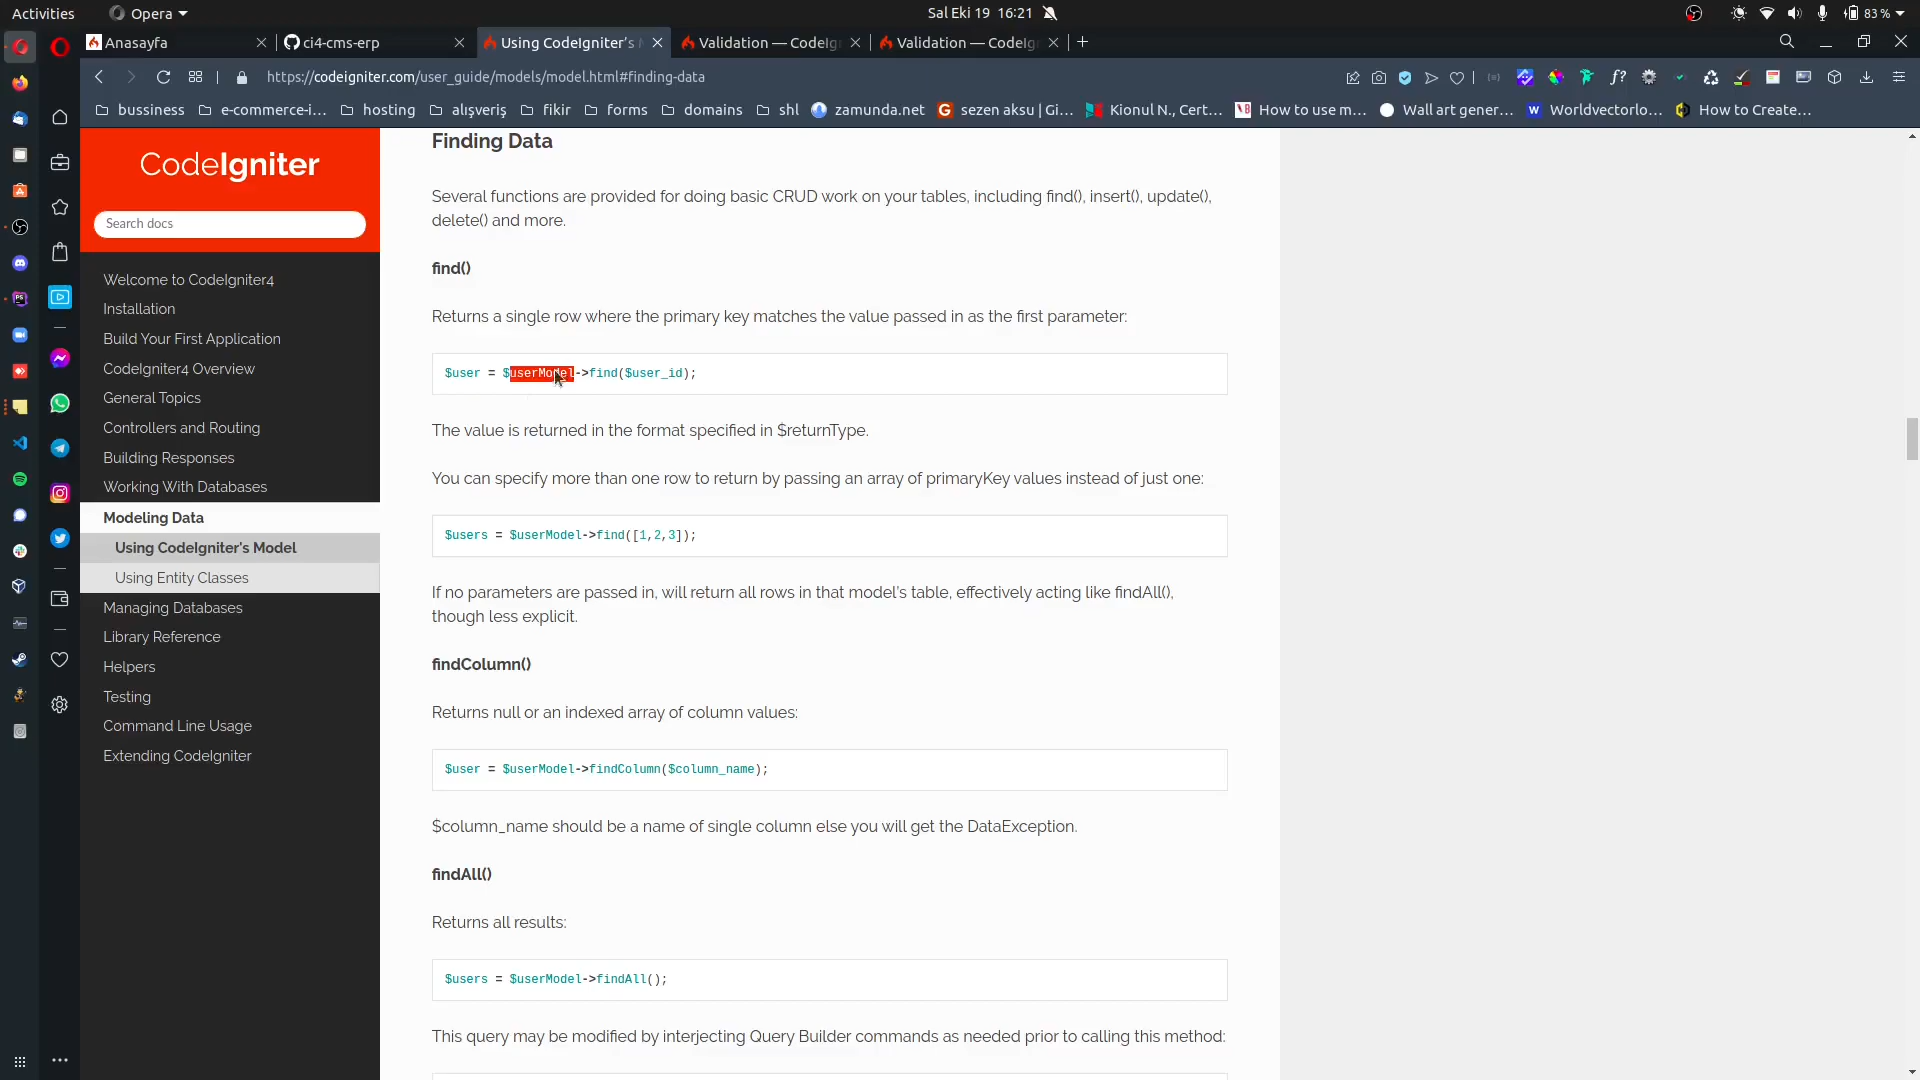 Activities
Opera
Sal Eki 19 16:21
83 %
Anasayfa
ci4-cms-erp
Using CodeIgniter's
Validation — CodeIg
Validation — CodeIg
https://codeigniter.com/user_guide/models/model.html#finding-data
bussiness
e-commerce-i...
hosting
alışveriş
fikir
forms
domains
shl
zamunda.net
sezen aksu | Gi...
Kionul N., Cert...
How to use m...
Wall art gener...
Worldvectorlo...
How to Create...
CodeIgniter
Search docs
Welcome to CodeIgniter4
Installation
Build Your First Application
CodeIgniter4 Overview
General Topics
Controllers and Routing
Building Responses
Working With Databases
Modeling Data
Using CodeIgniter's Model
Using Entity Classes
Managing Databases
Library Reference
Helpers
Testing
Command Line Usage
Extending CodeIgniter
Finding Data
Several functions are provided for doing basic CRUD work on your tables, including find(), insert(), update(),
delete() and more.
find()
Returns a single row where the primary key matches the value passed in as the first parameter:
$user = $userModel->find($user_id);
The value is returned in the format specified in $returnType.
You can specify more than one row to return by passing an array of primaryKey values instead of just one:
$users = $userModel->find([1,2,3]);
If no parameters are passed in, will return all rows in that model's table, effectively acting like findAll(),
though less explicit.
findColumn()
Returns null or an indexed array of column values:
$user = $userModel->findColumn($column_name);
$column_name should be a name of single column else you will get the DataException.
findAll()
Returns all results:
$users = $userModel->findAll();
This query may be modified by interjecting Query Builder commands as needed prior to calling this method: